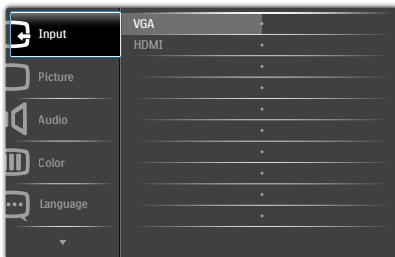 Input
VGA
HDMI
Picture
Audio
Color
Language